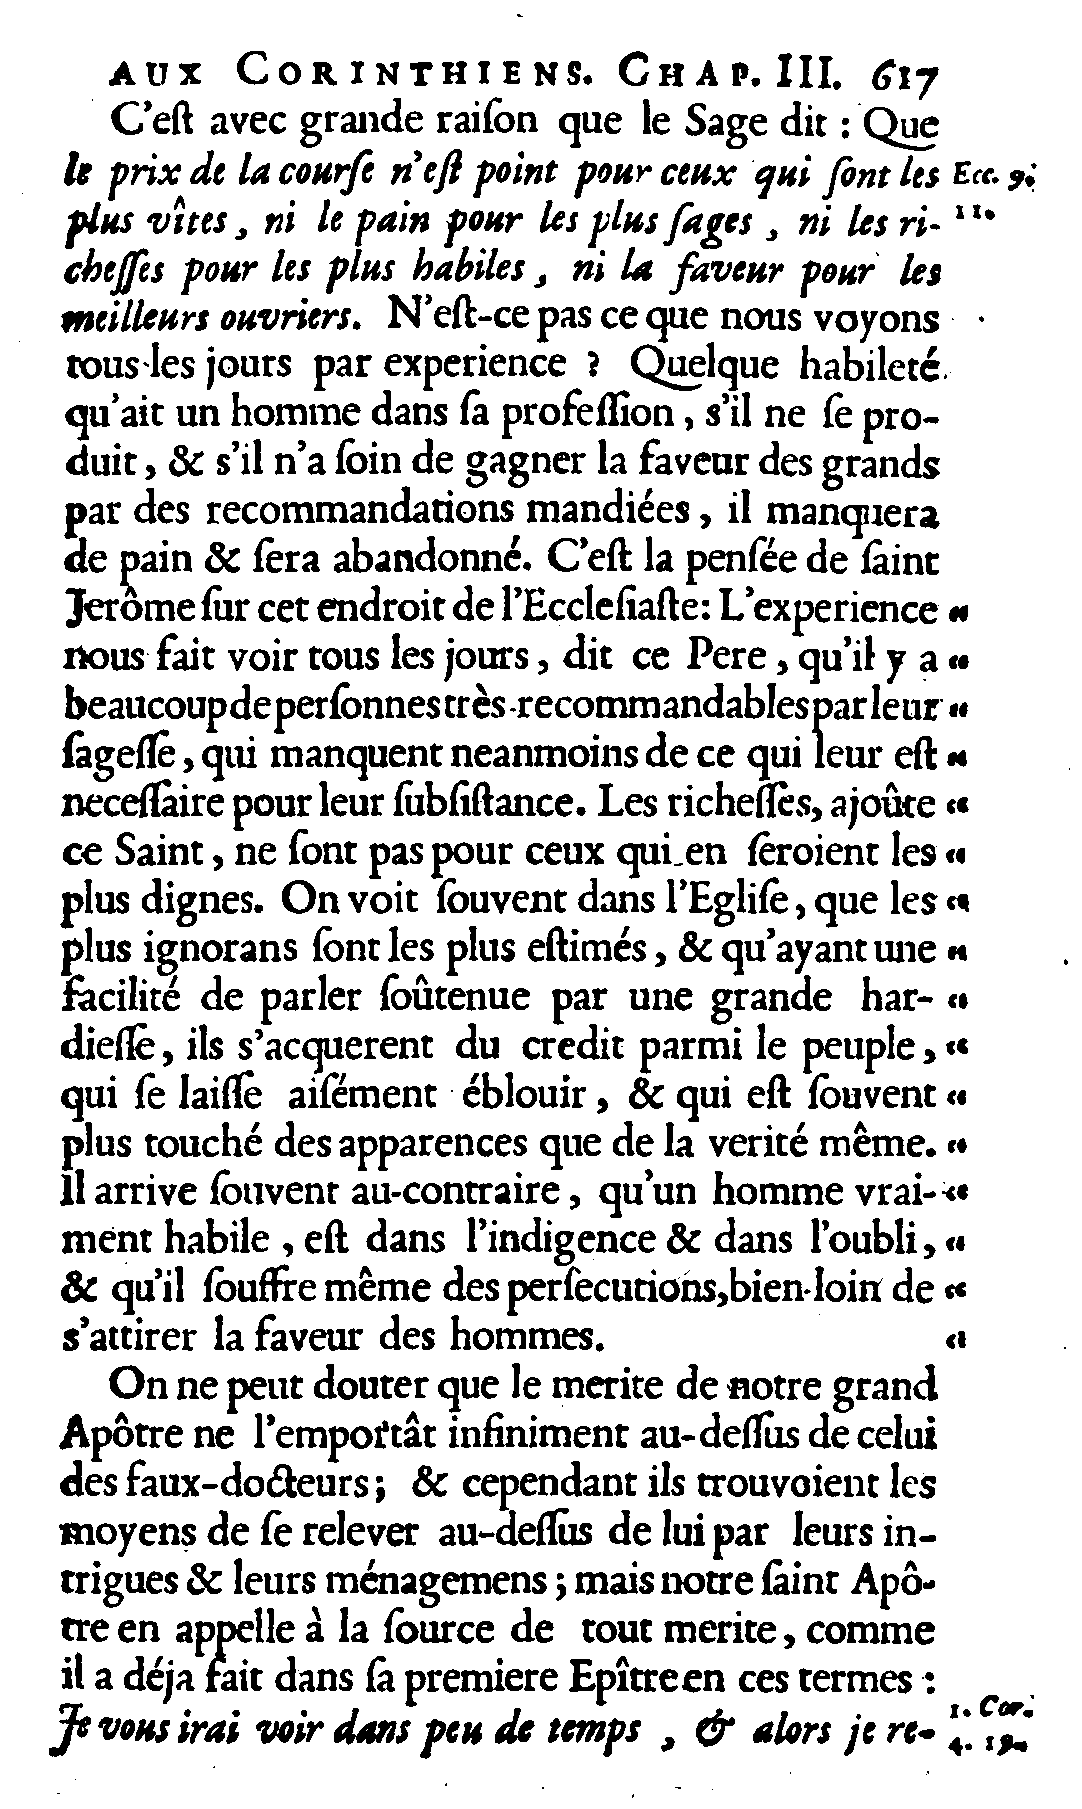 AUX CORINTHIENS. CHAP. III. 617
C'eſt avec grande raiſon que le Sage dit : Que
le prix de la courſe n'eſt point pour ceux qui ſont les Ecc. 9.
plus vîtes, ni le pain pour les plus ſages, ni les ri- 11.
cheſſes pour les plus habiles, ni la faveur pour les
meilleurs ouvriers. N'eſt-ce pas ce que nous voyons
tous les jours par experience ? Quelque habileté
qu'ait un homme dans ſa profeſſion, s'il ne ſe pro-
duit, & s'il n'a ſoin de gagner la faveur des grands
par des recommandations mandiées, il manquera
de pain & ſera abandonné. C'eſt la penſée de ſaint
Jerôme ſur cet endroit de l'Eccleſiaſte: L'experience “
nous fait voir tous les jours, dit ce Pere, qu'il y a “
beaucoup de perſonnes très-recommandables par leur “
ſageſſe, qui manquent neanmoins de ce qui leur eſt “
neceſſaire pour leur ſubſiſtance. Les richeſſes, ajoûte “
ce Saint, ne ſont pas pour ceux qui en ſeroient les “
plus dignes. On voit ſouvent dans l'Egliſe, que les “
plus ignorans ſont les plus eſtimés, & qu'ayant une “
facilité de parler ſoûtenue par une grande har- “
dieſſe, ils s'acquerent du credit parmi le peuple, “
qui ſe laiſſe aiſément éblouir, & qui eſt ſouvent “
plus touché des apparences que de la verité même. “
Il arrive ſouvent au-contraire, qu'un homme vrai- “
ment habile, eſt dans l'indigence & dans l'oubli, “
& qu'il ſouffre même des perſecutions, bien-loin de “
s'attirer la faveur des hommes. “
On ne peut douter que le merite de notre grand
Apôtre ne l'emportât infiniment au-deſſus de celui
des faux-docteurs; & cependant ils trouvoient les
moyens de ſe relever au-deſſus de lui par leurs in-
trigues & leurs ménagemens ; mais notre ſaint Apô-
tre en appelle à la ſource de tout merite, comme
il a déja fait dans ſa premiere Epître en ces termes :
Je vous irai voir dans peu de temps, & alors je re- 1. Cor.
4. 19.